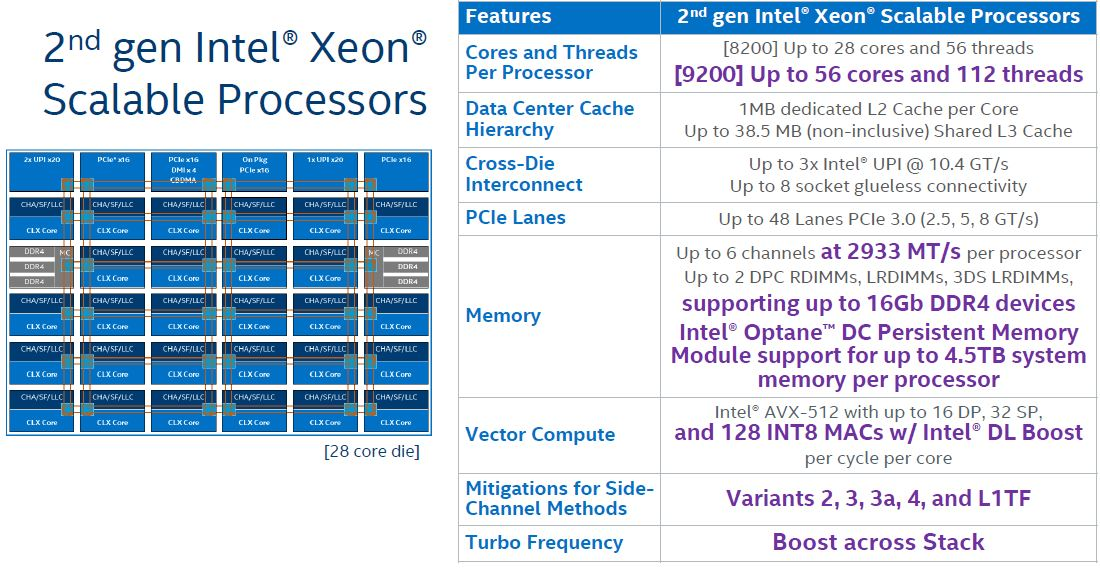 2nd gen Intel® Xeon®
Scalable Processors
2x UPI x20 PCIe* x16 PCIe x16 On Pkg 1x UPI x20 PCIe x16
DMI x 4 PCIe x16
CBDMA
CHA/SF/LLC CHA/SF/LLC CHA/SF/LLC CHA/SF/LLC CHA/SF/LLC CHA/SF/LLC
CLX Core CLX Core CLX Core CLX Core CLX Core CLX Core
DDR4 MC CHA/SF/LLC CHA/SF/LLC CHA/SF/LLC CHA/SF/LLC MC DDR4
DDR4 DDR4
DDR4 CLX Core CLX Core CLX Core CLX Core DDR4
CHA/SF/LLC CHA/SF/LLC CHA/SF/LLC CHA/SF/LLC CHA/SF/LLC CHA/SF/LLC
CLX Core CLX Core CLX Core CLX Core CLX Core CLX Core
CHA/SF/LLC CHA/SF/LLC CHA/SF/LLC CHA/SF/LLC CHA/SF/LLC CHA/SF/LLC
CLX Core CLX Core CLX Core CLX Core CLX Core CLX Core
CHA/SF/LLC CHA/SF/LLC CHA/SF/LLC CHA/SF/LLC CHA/SF/LLC CHA/SF/LLC
CLX Core CLX Core CLX Core CLX Core CLX Core CLX Core
[28 core die]
Features 2nd gen Intel® Xeon® Scalable Processors
Cores and Threads
Per Processor
[8200] Up to 28 cores and 56 threads
[9200] Up to 56 cores and 112 threads
Data Center Cache
Hierarchy
1MB dedicated L2 Cache per Core
Up to 38.5 MB (non-inclusive) Shared L3 Cache
Cross-Die
Interconnect
Up to 3x Intel® UPI @ 10.4 GT/s
Up to 8 socket glueless connectivity
PCIe Lanes Up to 48 Lanes PCIe 3.0 (2.5, 5, 8 GT/s)
Memory
Up to 6 channels at 2933 MT/s per processor
Up to 2 DPC RDIMMs, LRDIMMs, 3DS LRDIMMs,
supporting up to 16Gb DDR4 devices
Intel® Optane™ DC Persistent Memory
Module support for up to 4.5TB system
memory per processor
Vector Compute
Intel® AVX-512 with up to 16 DP, 32 SP,
and 128 INT8 MACs w/ Intel® DL Boost
per cycle per core
Mitigations for Side-
Channel Methods
Variants 2, 3, 3a, 4, and L1TF
Turbo Frequency Boost across Stack